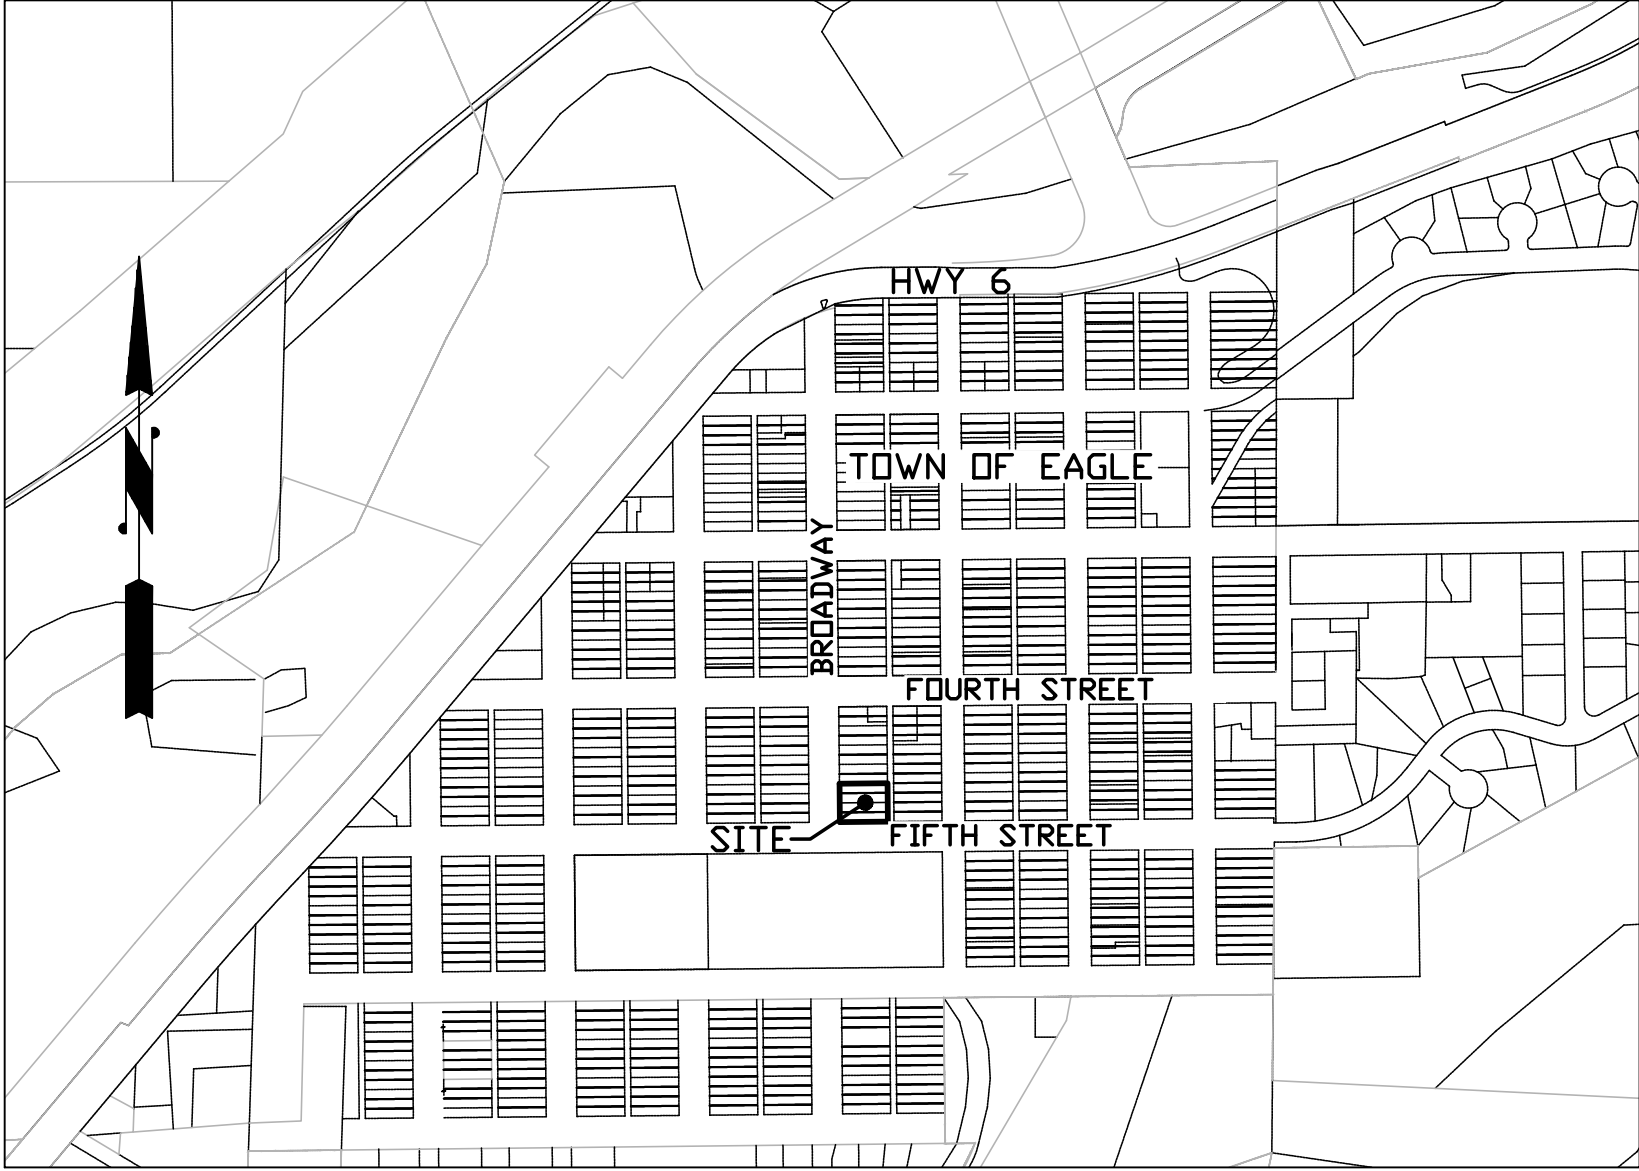 HWY 6
TOWN OF EAGLE
BROADWAY
FOURTH STREET
SITE
FIFTH STREET